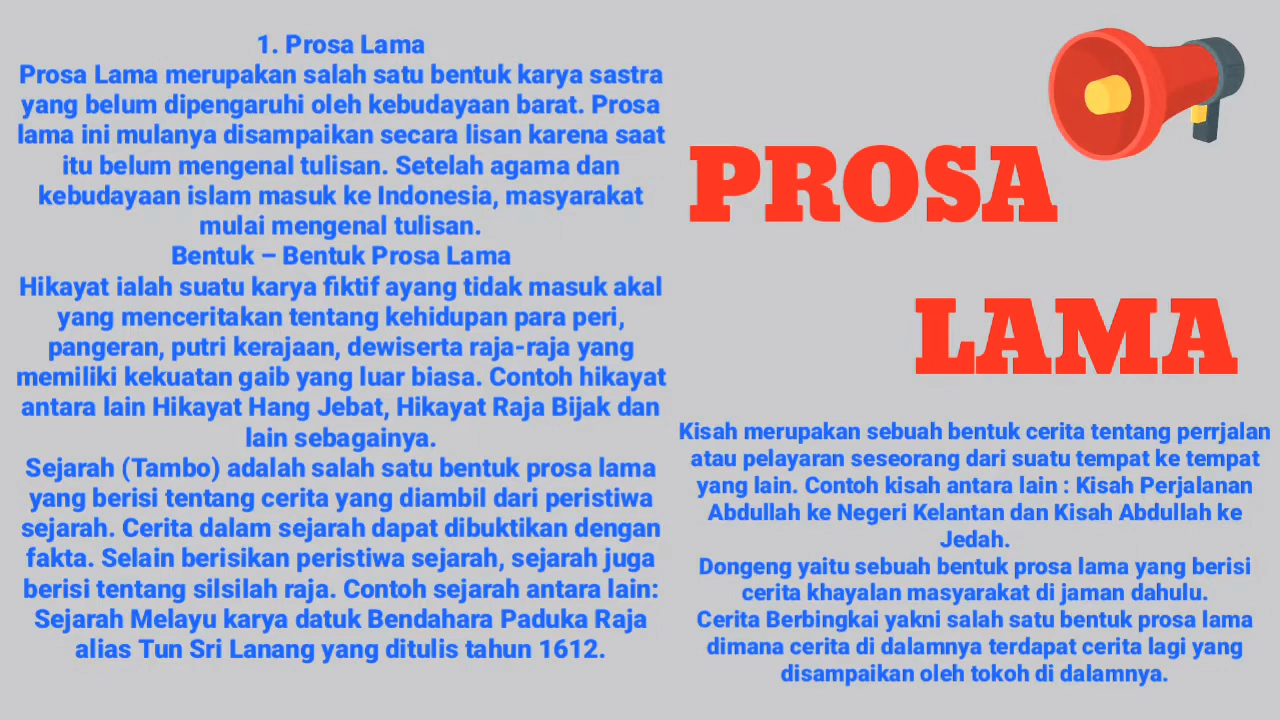 1. Prosa Lama
Prosa Lama merupakan salah satu bentuk karya sastra
yang belum dipengaruhi oleh kebudayaan barat. Prosa
lama ini mulanya disampaikan secara lisan karena saat
itu belum mengenal tulisan. Setelah agama dan
kebudayaan islam masuk ke Indonesia, masyarakat
mulai mengenal tulisan.
Bentuk – Bentuk Prosa Lama
Hikayat ialah suatu karya fiktif ayang tidak masuk akal
yang menceritakan tentang kehidupan para peri,
pangeran, putri kerajaan, dewiserta raja-raja yang
memiliki kekuatan gaib yang luar biasa. Contoh hikayat
antara lain Hikayat Hang Jebat, Hikayat Raja Bijak dan
lain sebagainya.
Sejarah (Tambo) adalah salah satu bentuk prosa lama
yang berisi tentang cerita yang diambil dari peristiwa
sejarah. Cerita dalam sejarah dapat dibuktikan dengan
fakta. Selain berisikan peristiwa sejarah, sejarah juga
berisi tentang silsilah raja. Contoh sejarah antara lain:
Sejarah Melayu karya datuk Bendahara Paduka Raja
alias Tun Sri Lanang yang ditulis tahun 1612.
PROSA
LAMA
Kisah merupakan sebuah bentuk cerita tentang perrjalan
atau pelayaran seseorang dari suatu tempat ke tempat
yang lain. Contoh kisah antara lain : Kisah Perjalanan
Abdullah ke Negeri Kelantan dan Kisah Abdullah ke
Jedah.
Dongeng yaitu sebuah bentuk prosa lama yang berisi
cerita khayalan masyarakat di jaman dahulu.
Cerita Berbingkai yakni salah satu bentuk prosa lama
dimana cerita di dalamnya terdapat cerita lagi yang
disampaikan oleh tokoh di dalamnya.